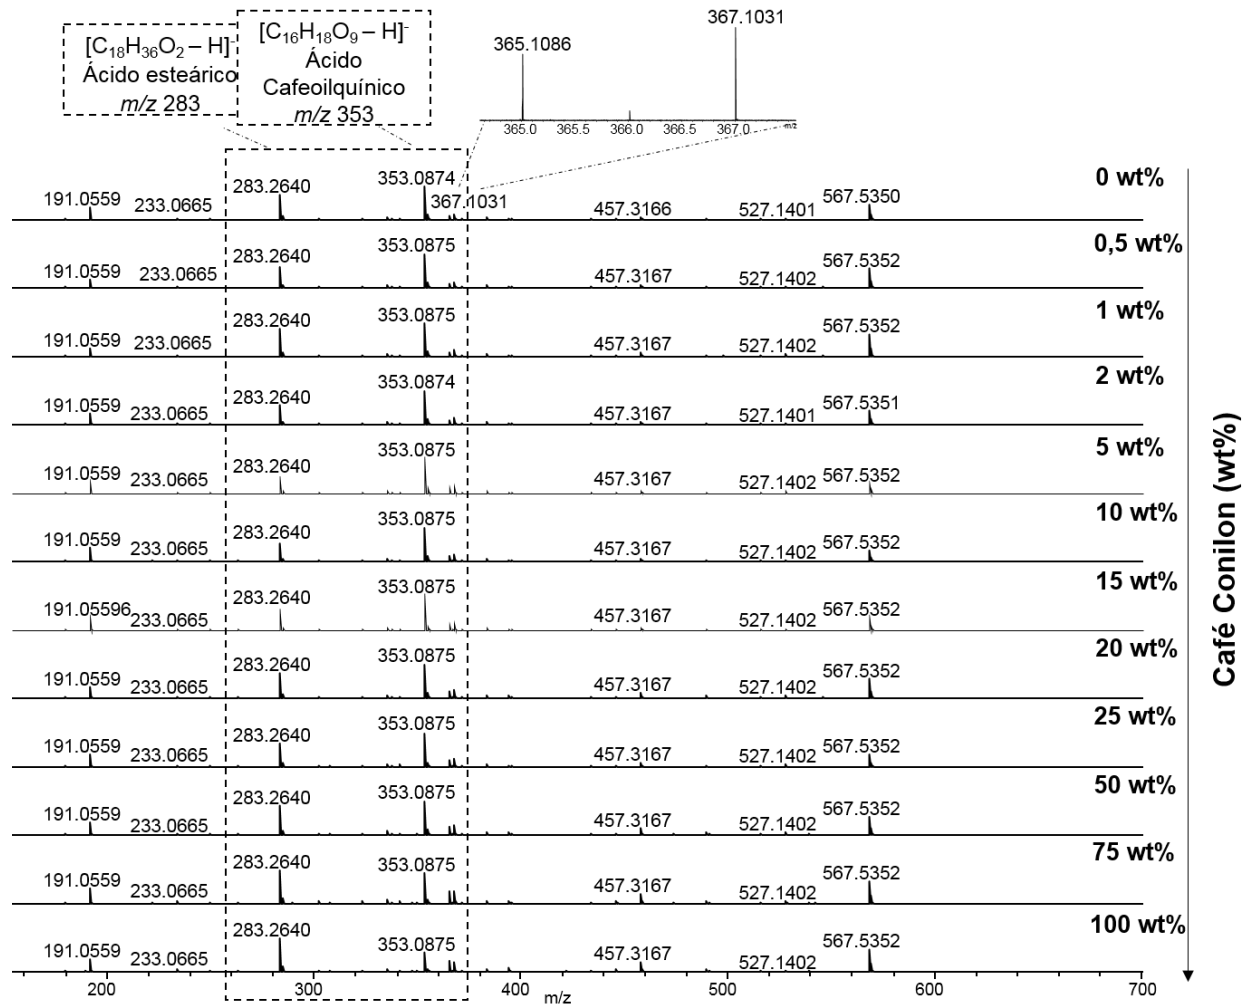 [C₁₈H₃₆O₂ – H]⁻
Ácido esteárico
m/z 283
[C₁₆H₁₈O₉ – H]⁻
Ácido
Cafeoilquínico
m/z 353
365.1086
367.1031
365.0 365.5 366.0 366.5 367.0 m/z
191.0559 233.0665 283.2640 353.0874 367.1031 457.3166 527.1401 567.5350 0 wt%
191.0559 233.0665 283.2640 353.0875 457.3167 527.1402 567.5352 0,5 wt%
191.0559 233.0665 283.2640 353.0875 457.3167 527.1402 567.5352 1 wt%
191.0559 233.0665 283.2640 353.0874 457.3167 527.1401 567.5351 2 wt%
191.0559 233.0665 283.2640 353.0875 457.3167 527.1402 567.5352 5 wt%
191.0559 233.0665 283.2640 353.0875 457.3167 527.1402 567.5352 10 wt%
191.05596 233.0665 283.2640 353.0875 457.3167 527.1402 567.5352 15 wt%
191.0559 233.0665 283.2640 353.0875 457.3167 527.1402 567.5352 20 wt%
191.0559 233.0665 283.2640 353.0875 457.3167 527.1402 567.5352 25 wt%
191.0559 233.0665 283.2640 353.0875 457.3167 527.1402 567.5352 50 wt%
191.0559 233.0665 283.2640 353.0875 457.3167 527.1402 567.5352 75 wt%
191.0559 233.0665 283.2640 353.0875 457.3167 527.1402 567.5352 100 wt%
200 300 400 m/z 500 600 700
Café Conilon (wt%)